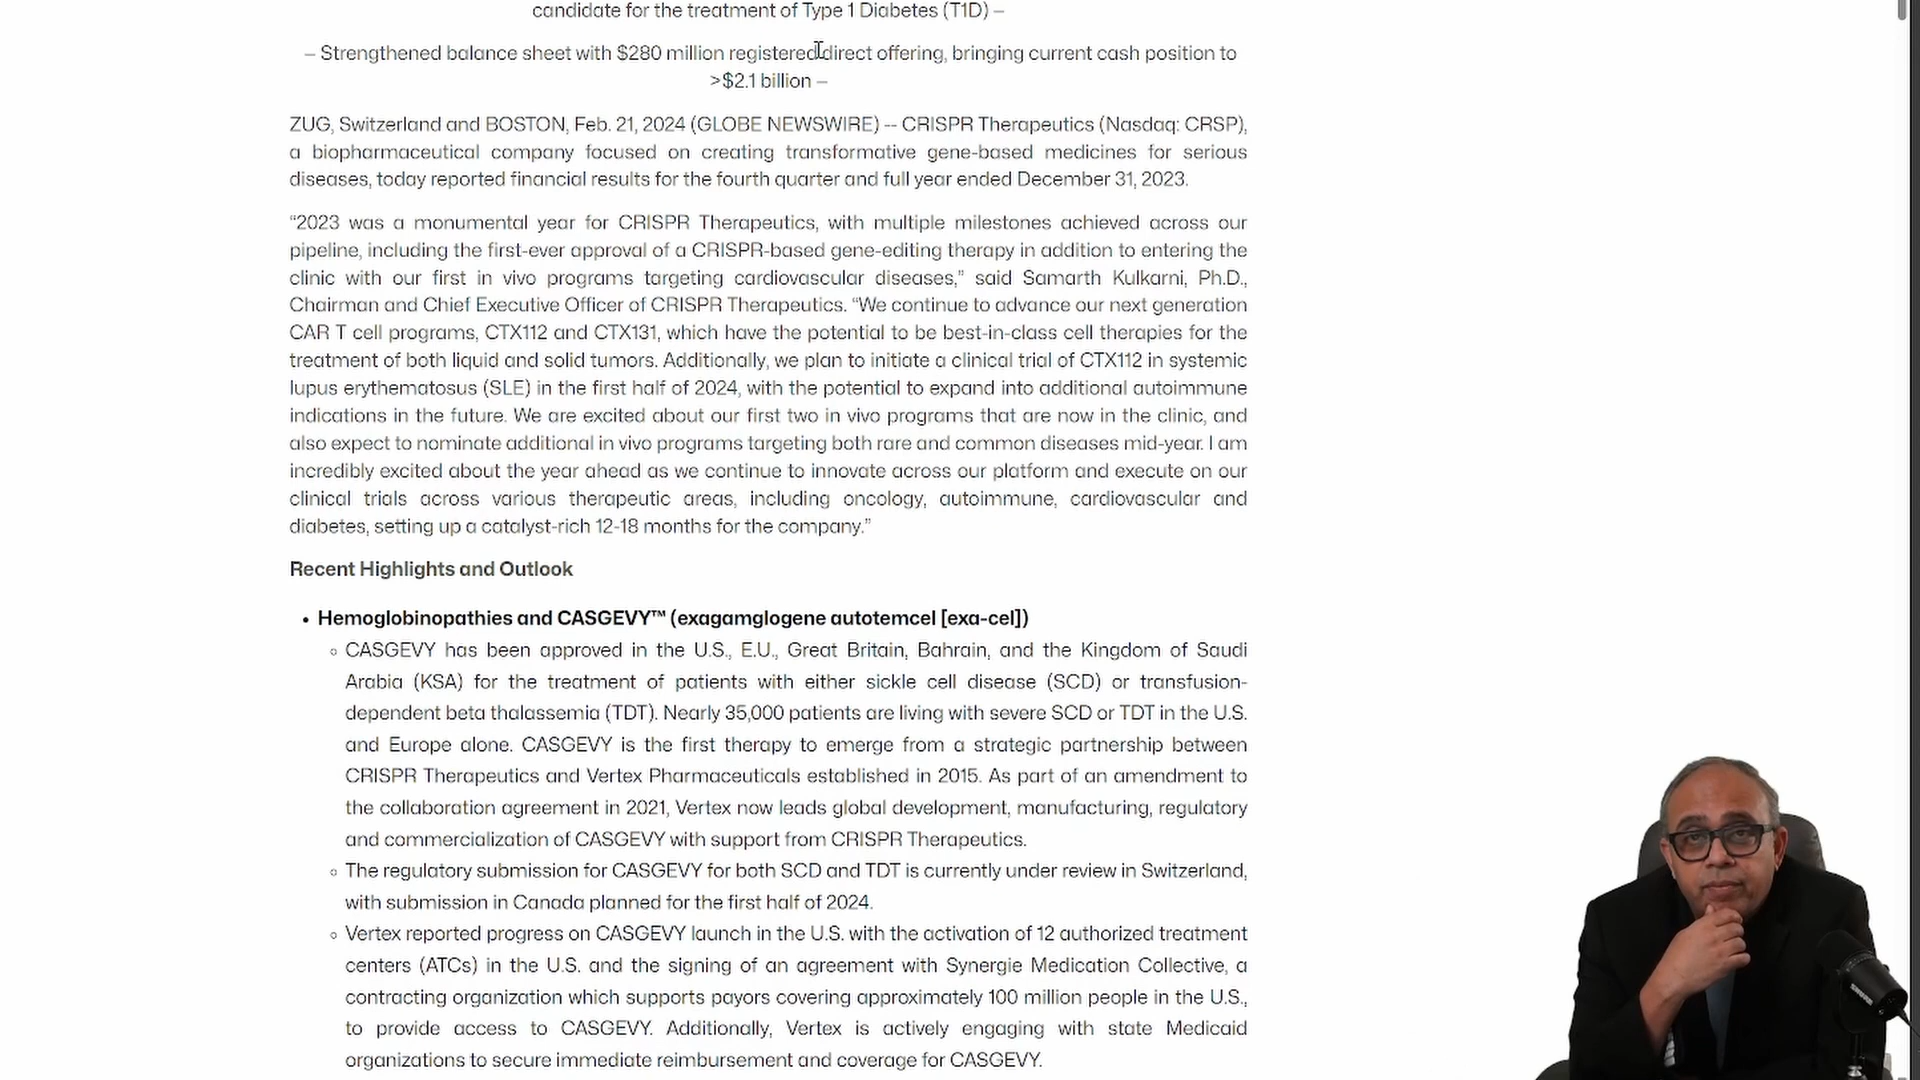 candidate for the treatment of Type 1 Diabetes (T1D) –
– Strengthened balance sheet with $280 million registered direct offering, bringing current cash position to
>$2.1 billion –
ZUG, Switzerland and BOSTON, Feb. 21, 2024 (GLOBE NEWSWIRE) -- CRISPR Therapeutics (Nasdaq: CRSP),
a biopharmaceutical company focused on creating transformative gene-based medicines for serious
diseases, today reported financial results for the fourth quarter and full year ended December 31, 2023.
“2023 was a monumental year for CRISPR Therapeutics, with multiple milestones achieved across our
pipeline, including the first-ever approval of a CRISPR-based gene-editing therapy in addition to entering the
clinic with our first in vivo programs targeting cardiovascular diseases,” said Samarth Kulkarni, Ph.D.,
Chairman and Chief Executive Officer of CRISPR Therapeutics. “We continue to advance our next generation
CAR T cell programs, CTX112 and CTX131, which have the potential to be best-in-class cell therapies for the
treatment of both liquid and solid tumors. Additionally, we plan to initiate a clinical trial of CTX112 in systemic
lupus erythematosus (SLE) in the first half of 2024, with the potential to expand into additional autoimmune
indications in the future. We are excited about our first two in vivo programs that are now in the clinic, and
also expect to nominate additional in vivo programs targeting both rare and common diseases mid-year. I am
incredibly excited about the year ahead as we continue to innovate across our platform and execute on our
clinical trials across various therapeutic areas, including oncology, autoimmune, cardiovascular and
diabetes, setting up a catalyst-rich 12-18 months for the company.”
Recent Highlights and Outlook
• Hemoglobinopathies and CASGEVY™ (exagamglogene autotemcel [exa-cel])
○ CASGEVY has been approved in the U.S., E.U., Great Britain, Bahrain, and the Kingdom of Saudi
Arabia (KSA) for the treatment of patients with either sickle cell disease (SCD) or transfusion-
dependent beta thalassemia (TDT). Nearly 35,000 patients are living with severe SCD or TDT in the U.S.
and Europe alone. CASGEVY is the first therapy to emerge from a strategic partnership between
CRISPR Therapeutics and Vertex Pharmaceuticals established in 2015. As part of an amendment to
the collaboration agreement in 2021, Vertex now leads global development, manufacturing, regulatory
and commercialization of CASGEVY with support from CRISPR Therapeutics.
○ The regulatory submission for CASGEVY for both SCD and TDT is currently under review in Switzerland,
with submission in Canada planned for the first half of 2024.
○ Vertex reported progress on CASGEVY launch in the U.S. with the activation of 12 authorized treatment
centers (ATCs) in the U.S. and the signing of an agreement with Synergie Medication Collective, a
contracting organization which supports payors covering approximately 100 million people in the U.S.,
to provide access to CASGEVY. Additionally, Vertex is actively engaging with state Medicaid
organizations to secure immediate reimbursement and coverage for CASGEVY.
SHURE